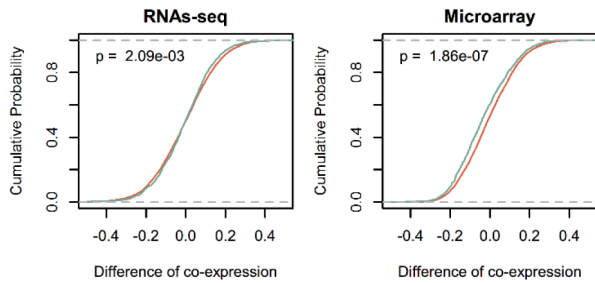 RNAs-seq
p = 2.09e-03
Cumulative Probability
0.0 0.4 0.8
-0.4 -0.2 0.0 0.2 0.4
Difference of co-expression
Microarray
p = 1.86e-07
Cumulative Probability
0.0 0.4 0.8
-0.4 -0.2 0.0 0.2 0.4
Difference of co-expression